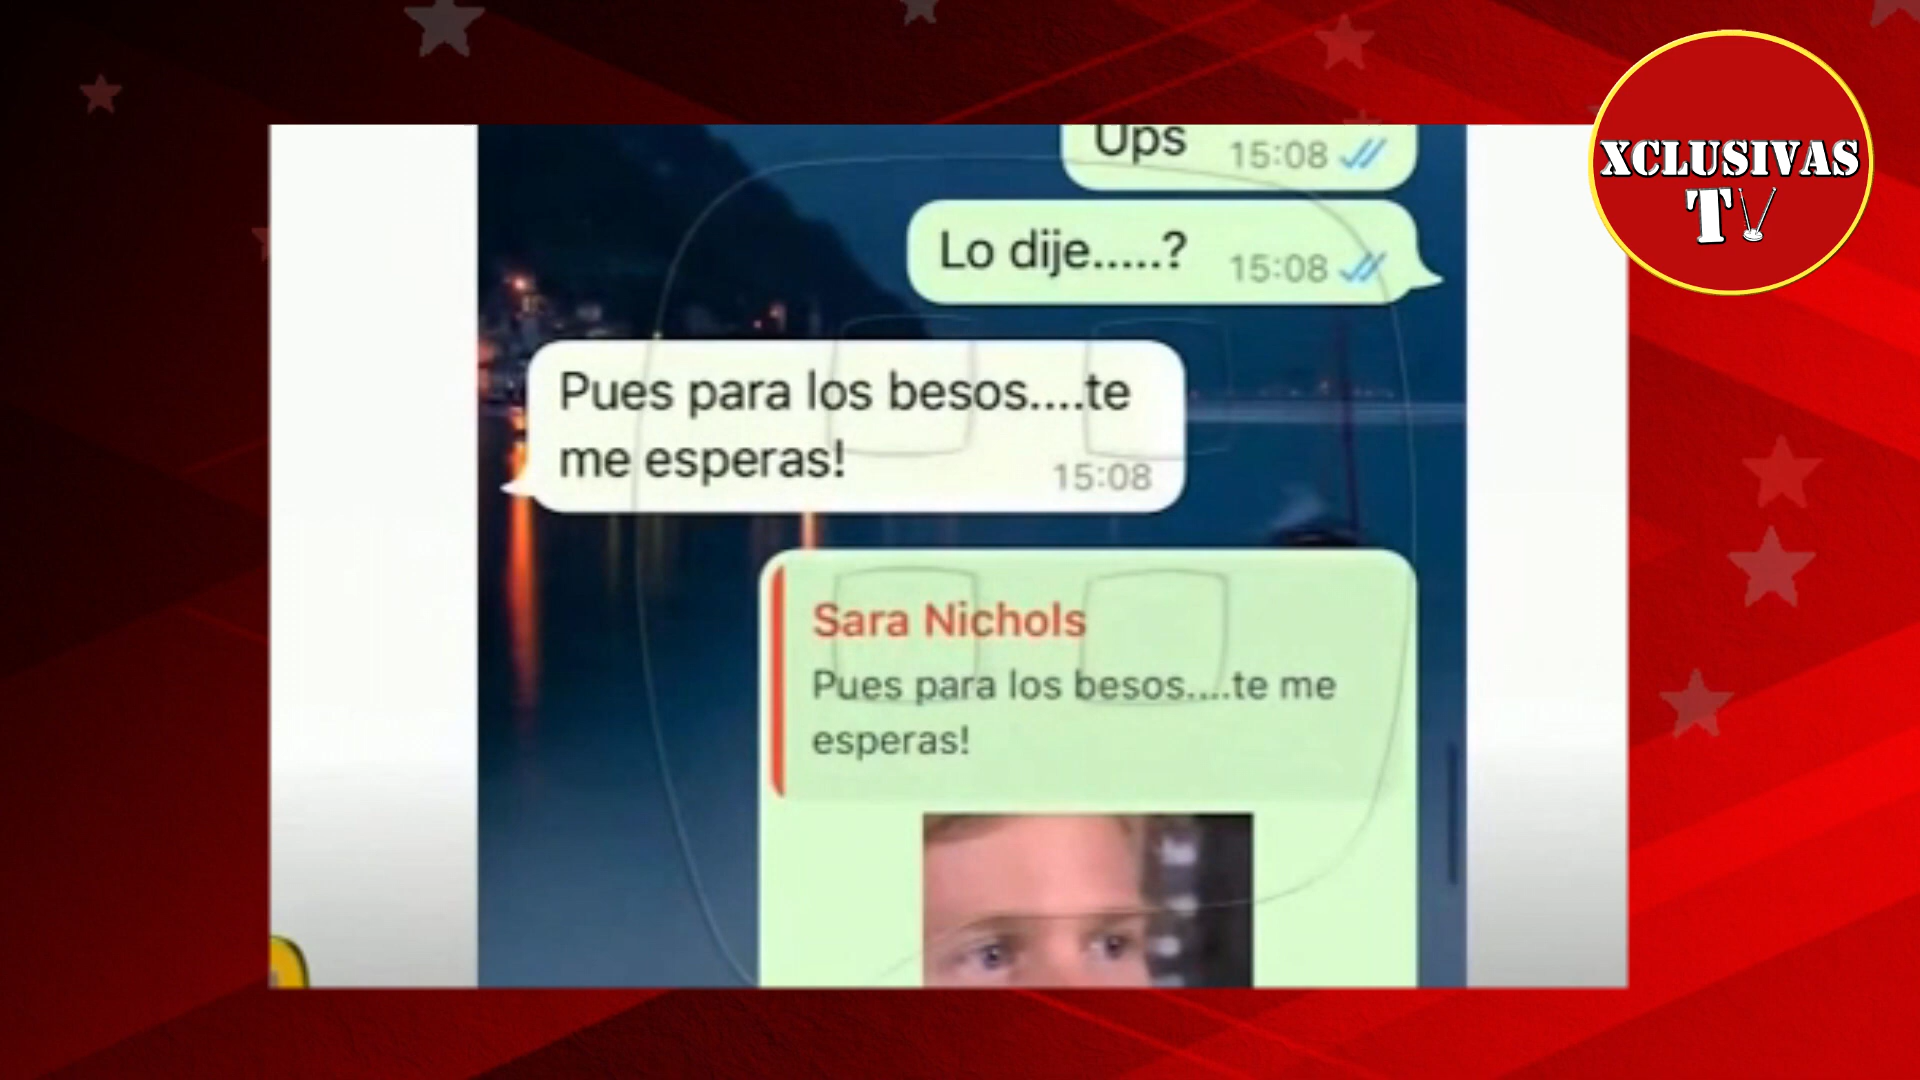 XCLUSIVAS
TV
Ups 15:08
Lo dije.....? 15:08
Pues para los besos....te
me esperas! 15:08
Sara Nichols
Pues para los besos....te me
esperas!